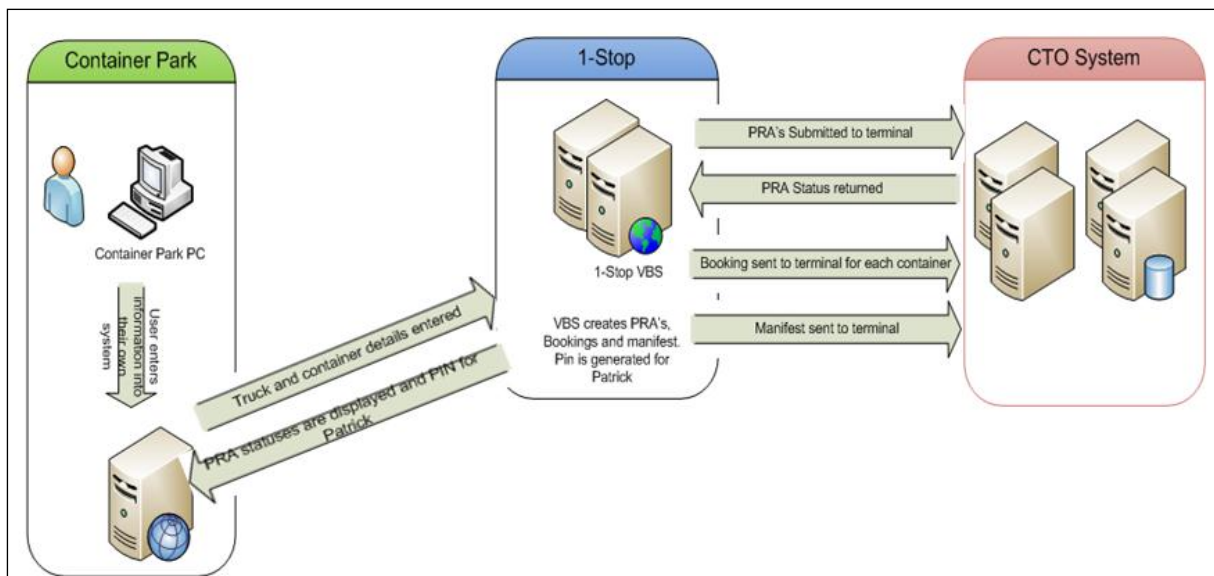 Container Park
Container Park PC
User enters
information into
their own
system
Truck and container details entered
PRA statuses are displayed and PIN for
Patrick
1-Stop
1-Stop VBS
VBS creates PRA's,
Bookings and manifest.
Pin is generated for
Patrick
PRA's Submitted to terminal
PRA Status returned
Booking sent to terminal for each container
Manifest sent to terminal
CTO System